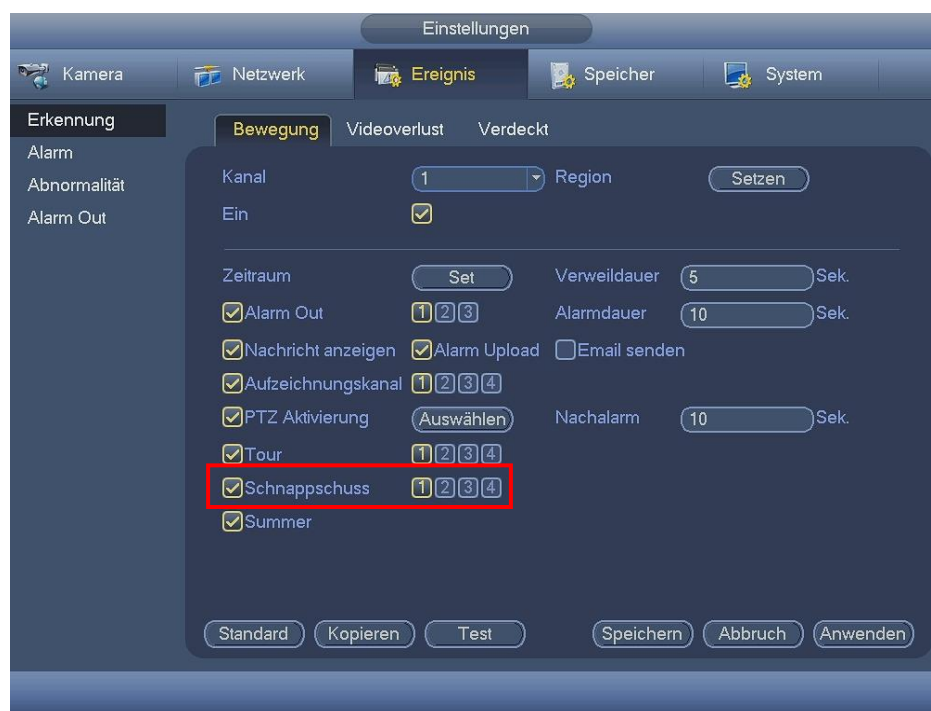 Einstellungen
Kamera Netzwerk Ereignis Speicher System
Erkennung
Alarm
Abnormalität
Alarm Out
Bewegung Videoverlust Verdeckt
Kanal 1 Region Setzen
Ein
Zeitraum Set Verweildauer 5 Sek.
Alarm Out 1 2 3 Alarmdauer 10 Sek.
Nachricht anzeigen Alarm Upload Email senden
Aufzeichnungskanal 1 2 3 4
PTZ Aktivierung Auswählen Nachalarm 10 Sek.
Tour 1 2 3 4
Schnappschuss 1 2 3 4
Summer
Standard Kopieren Test Speichern Abbruch Anwenden